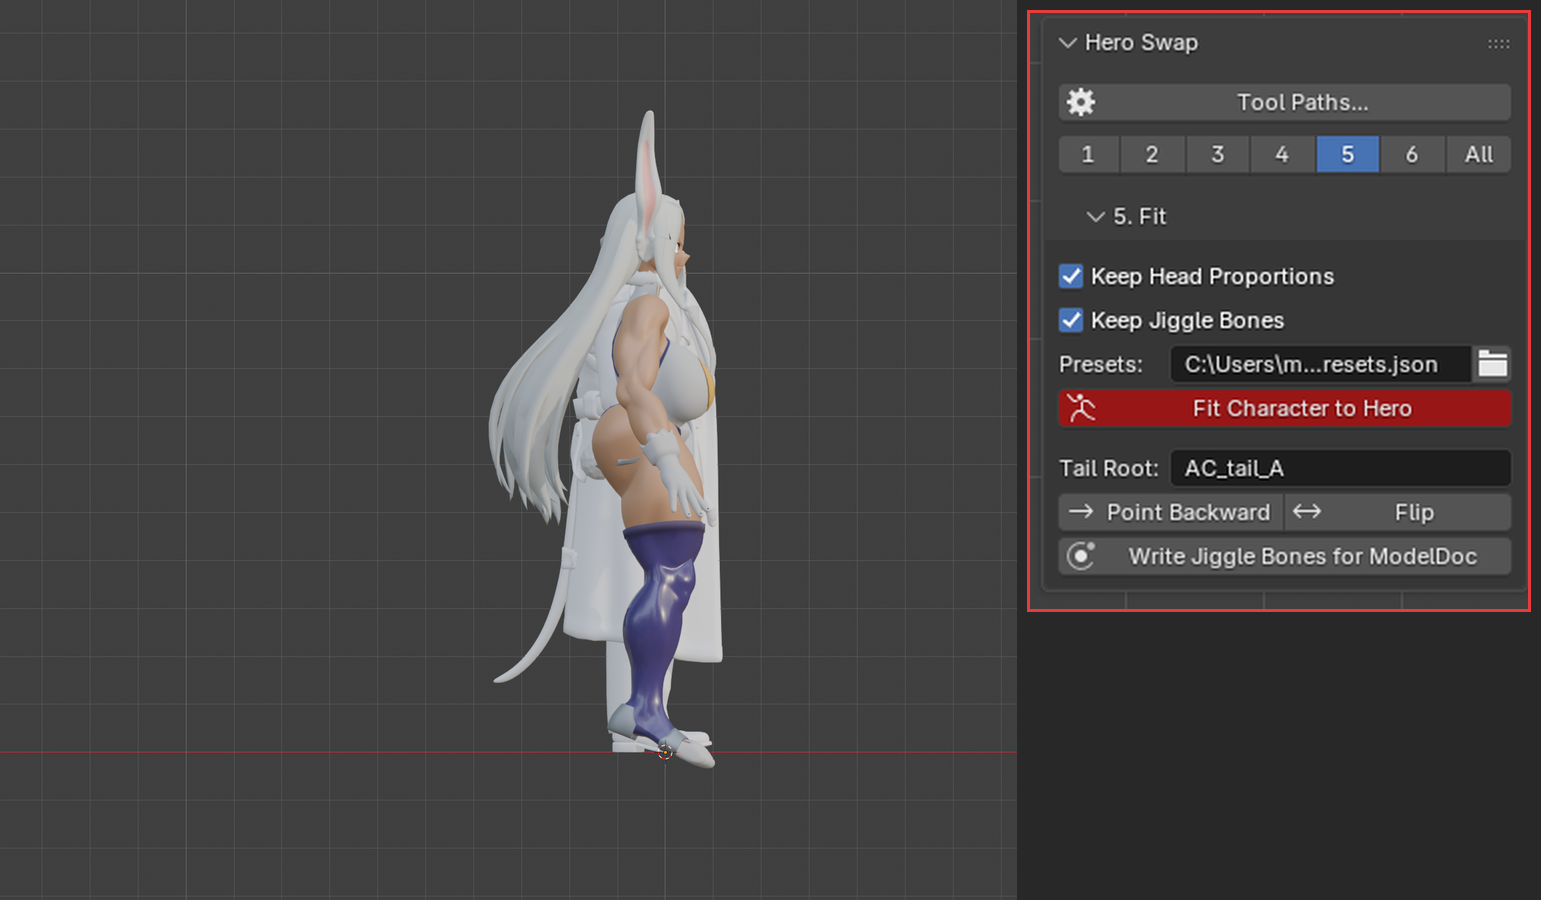 Hero Swap
Tool Paths...
1 2 3 4 5 6 All
5. Fit
Keep Head Proportions
Keep Jiggle Bones
Presets: C:\Users\m...resets.json
Fit Character to Hero
Tail Root: AC_tail_A
Point Backward Flip
Write Jiggle Bones for ModelDoc